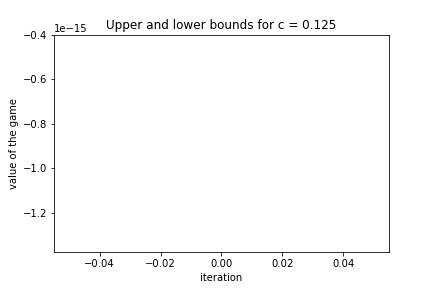 Upper and lower bounds for c = 0.125
1e−15
−0.4
−0.6
−0.8
−1.0
−1.2
value of the game
−0.04
−0.02
0.00
0.02
0.04
iteration